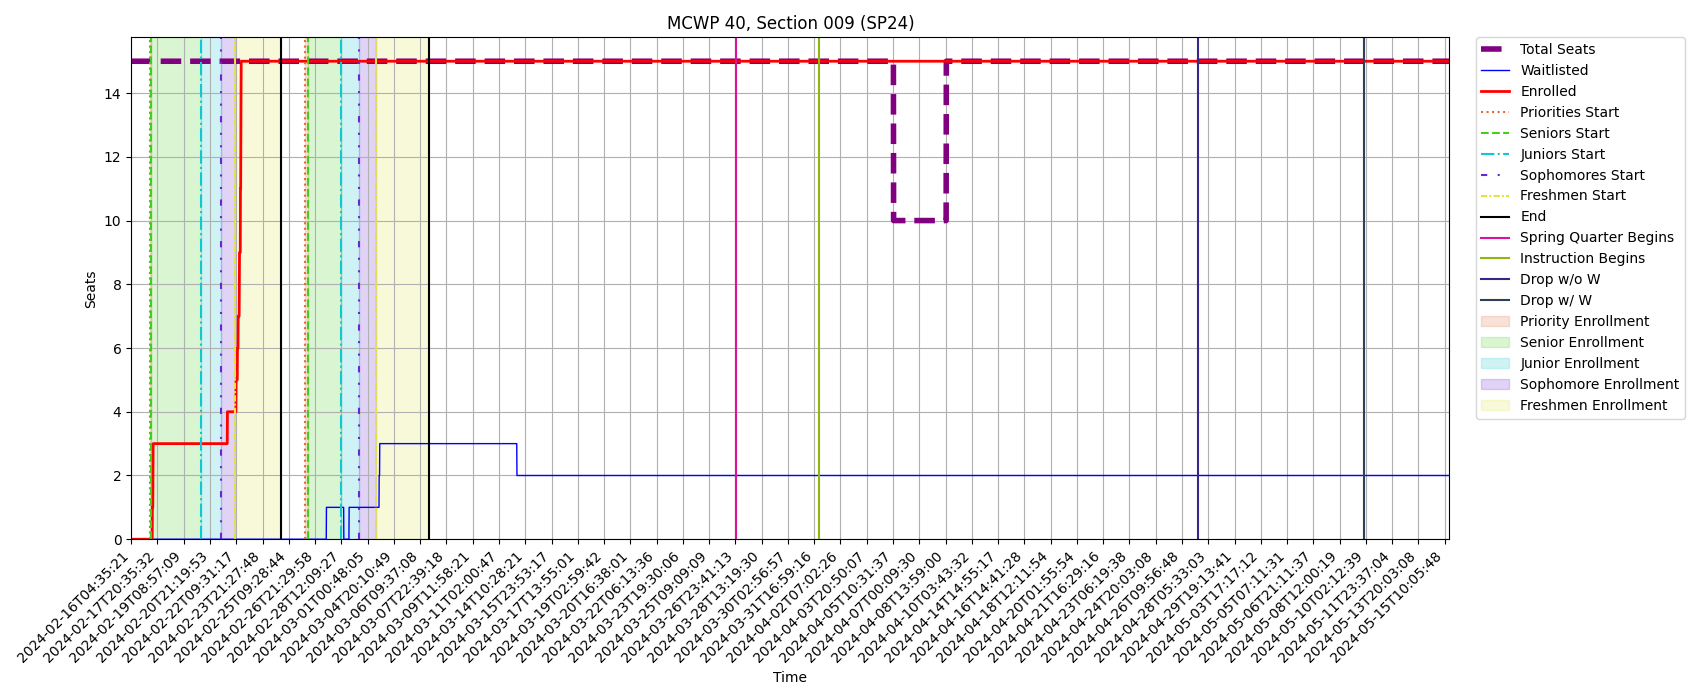 MCWP 40, Section 009 (SP24)
Seats
14
12
10
8
6
4
2
0
2024-02-16T04:35:21
2024-02-17T20:35:32
2024-02-19T08:57:09
2024-02-20T21:19:53
2024-02-22T09:31:17
2024-02-23T21:27:48
2024-02-25T09:28:44
2024-02-26T21:29:58
2024-02-28T12:09:27
2024-03-01T00:48:05
2024-03-04T20:10:49
2024-03-06T09:37:08
2024-03-07T22:39:18
2024-03-09T11:58:21
2024-03-11T02:00:47
2024-03-14T10:28:21
2024-03-15T23:53:17
2024-03-17T13:55:01
2024-03-19T02:59:42
2024-03-20T16:38:01
2024-03-22T06:13:36
2024-03-23T19:30:06
2024-03-25T09:09:09
2024-03-26T23:41:13
2024-03-28T13:19:30
2024-03-30T02:56:57
2024-03-31T16:59:16
2024-04-02T07:02:26
2024-04-03T20:50:07
2024-04-05T10:31:37
2024-04-07T00:09:30
2024-04-08T13:59:00
2024-04-10T03:43:32
2024-04-14T14:55:17
2024-04-16T14:41:28
2024-04-18T12:11:54
2024-04-20T01:55:54
2024-04-21T16:29:16
2024-04-23T06:19:38
2024-04-24T20:03:08
2024-04-26T09:56:48
2024-04-28T05:33:03
2024-04-29T19:13:41
2024-05-03T17:17:12
2024-05-05T07:11:31
2024-05-06T21:11:37
2024-05-08T12:00:19
2024-05-10T02:12:39
2024-05-11T23:37:04
2024-05-13T20:03:08
2024-05-15T10:05:48
Time
Total Seats
Waitlisted
Enrolled
Priorities Start
Seniors Start
Juniors Start
Sophomores Start
Freshmen Start
End
Spring Quarter Begins
Instruction Begins
Drop w/o W
Drop w/ W
Priority Enrollment
Senior Enrollment
Junior Enrollment
Sophomore Enrollment
Freshmen Enrollment